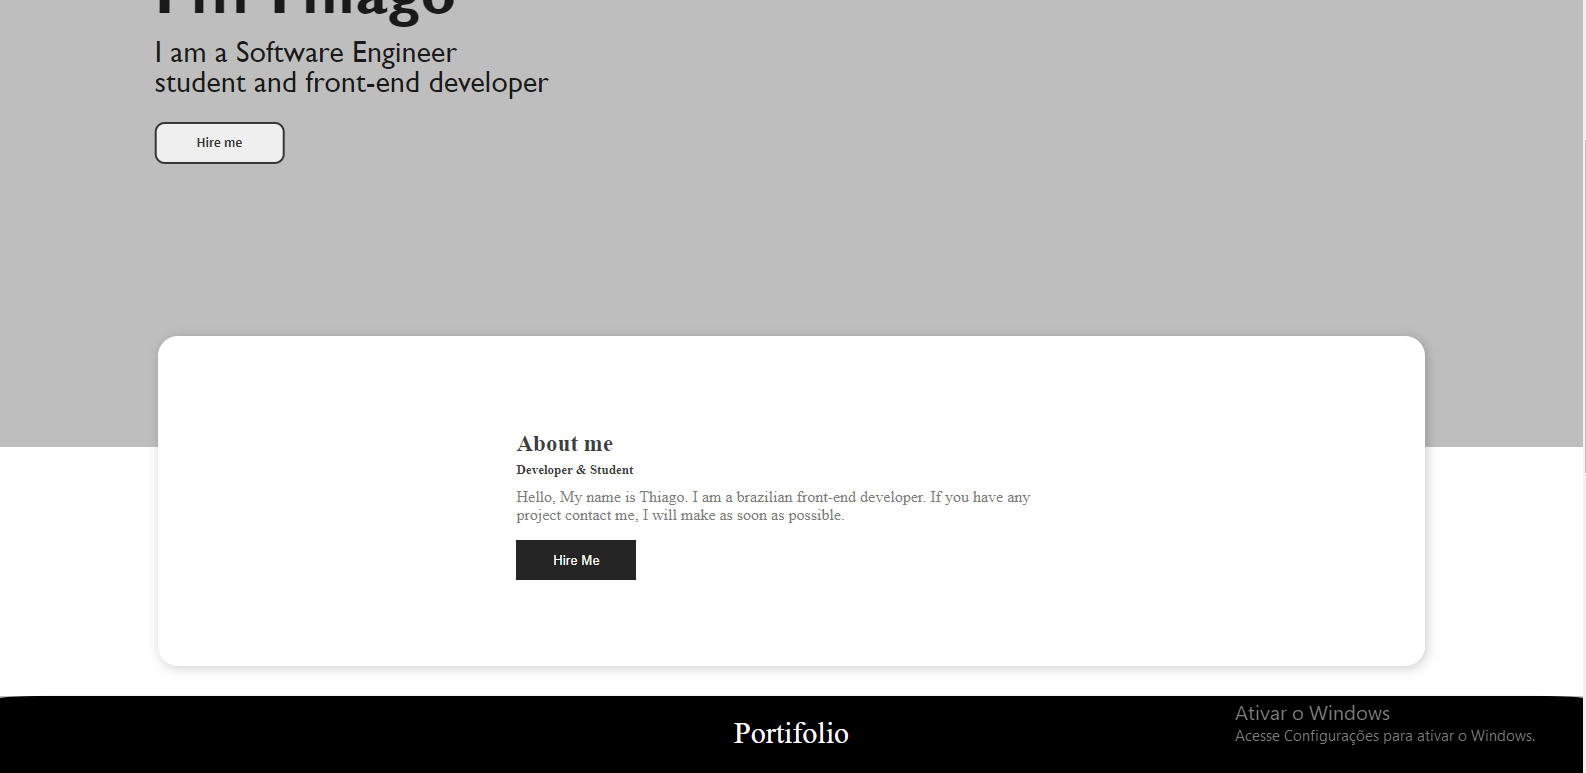 I'm Thiago
I am a Software Engineer
student and front-end developer
Hire me
About me
Developer & Student
Hello, My name is Thiago. I am a brazilian front-end developer. If you have any
project contact me, I will make as soon as possible.
Hire Me
Portifolio
Ativar o Windows
Acesse Configurações para ativar o Windows.